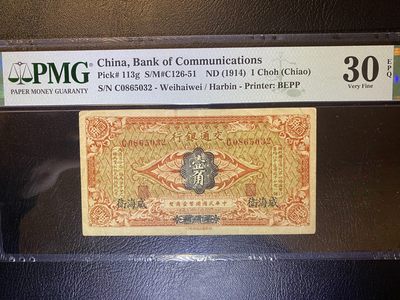 PMG
PAPER MONEY GUARANTY
China, Bank of Communications
Pick# 113g S/M#C126-51 ND (1914) 1 Choh (Chiao)
S/N C0865032 - Weihaiwei / Harbin - Printer: BEPP
30 EPQ
Very Fine
行銀通交
C0865032 C0865032
壹角
衛海威 威海衛